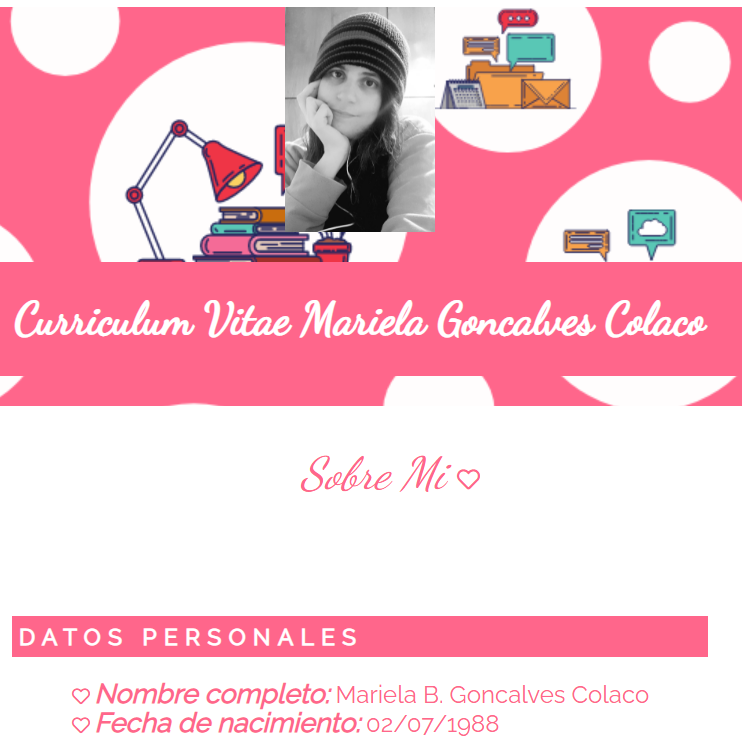 Curriculum Vitae Mariela Goncalves Colaco
Sobre Mi
DATOS PERSONALES
Nombre completo: Mariela B. Goncalves Colaco
Fecha de nacimiento: 02/07/1988